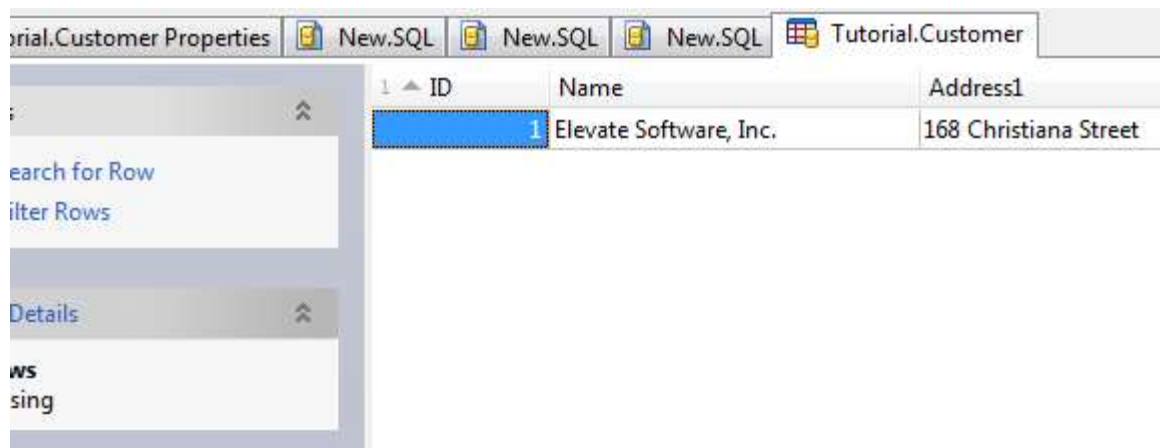 orial.Customer Properties New.SQL New.SQL New.SQL Tutorial.Customer
1 ID Name Address1
1 Elevate Software, Inc. 168 Christiana Street
s
earch for Row
ilter Rows
Details
ws
sing